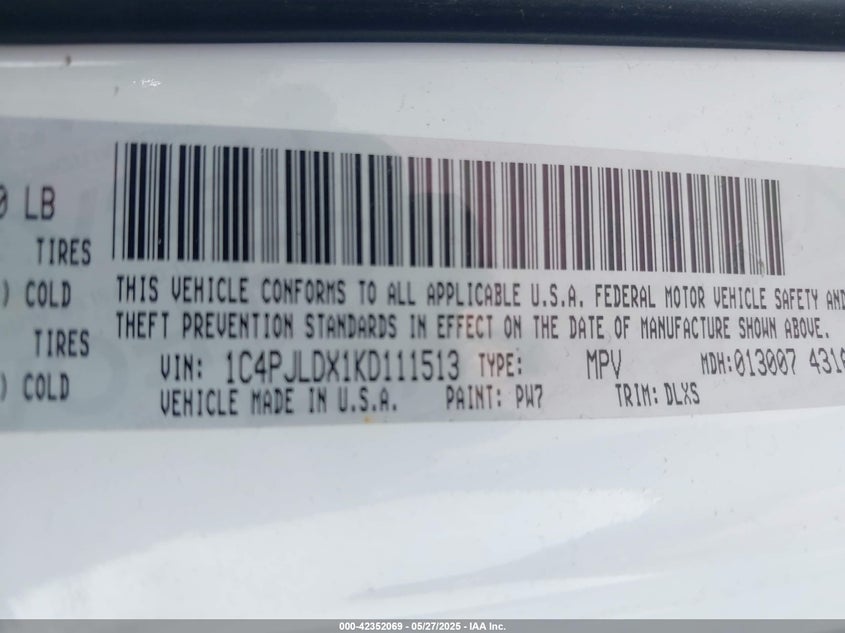 0 LB
TIRES
) COLD
TIRES
) COLD
THIS VEHICLE CONFORMS TO ALL APPLICABLE U.S.A. FEDERAL MOTOR VEHICLE SAFETY AND
THEFT PREVENTION STANDARDS IN EFFECT ON THE DATE OF MANUFACTURE SHOWN ABOVE.
VIN: 1C4PJLDX1KD111513 TYPE: MPV MDH:013007 431
VEHICLE MADE IN U.S.A. PAINT: PW7 TRIM: DLXS
000-42352069 - 05/27/2025 - IAA Inc.